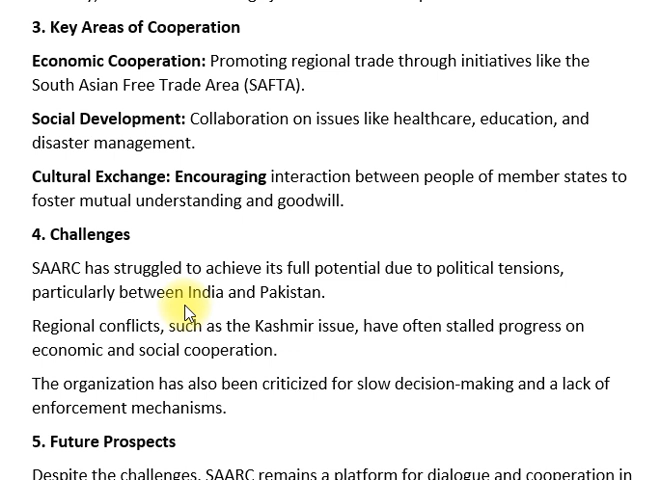 3. Key Areas of Cooperation
Economic Cooperation: Promoting regional trade through initiatives like the
South Asian Free Trade Area (SAFTA).
Social Development: Collaboration on issues like healthcare, education, and
disaster management.
Cultural Exchange: Encouraging interaction between people of member states to
foster mutual understanding and goodwill.
4. Challenges
SAARC has struggled to achieve its full potential due to political tensions,
particularly between India and Pakistan.
Regional conflicts, such as the Kashmir issue, have often stalled progress on
economic and social cooperation.
The organization has also been criticized for slow decision-making and a lack of
enforcement mechanisms.
5. Future Prospects
Despite the challenges, SAARC remains a platform for dialogue and cooperation in